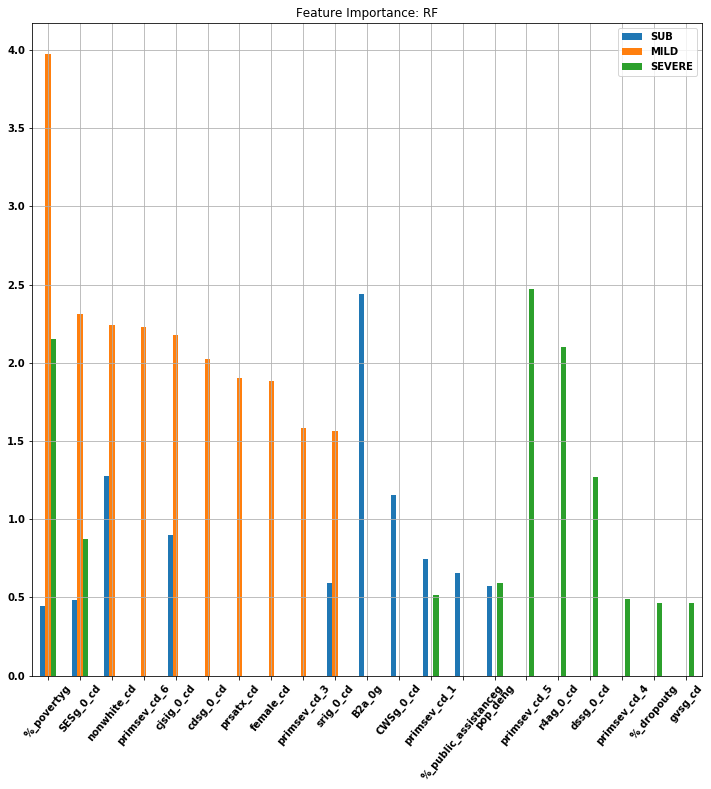 Feature Importance: RF
SUB
MILD
SEVERE
4.0
3.5
3.0
2.5
2.0
1.5
1.0
0.5
0.0
%_povertyg
SESg_0_cd
nonwhite_cd
primsev_cd_6
cjsig_0_cd
cdsg_0_cd
prsatx_cd
female_cd
primsev_cd_3
srig_0_cd
B2a_0g
CWSg_0_cd
primsev_cd_1
%_public_assistanceg
pop_deng
primsev_cd_5
r4ag_0_cd
dssg_0_cd
primsev_cd_4
%_dropoutg
gvsg_cd